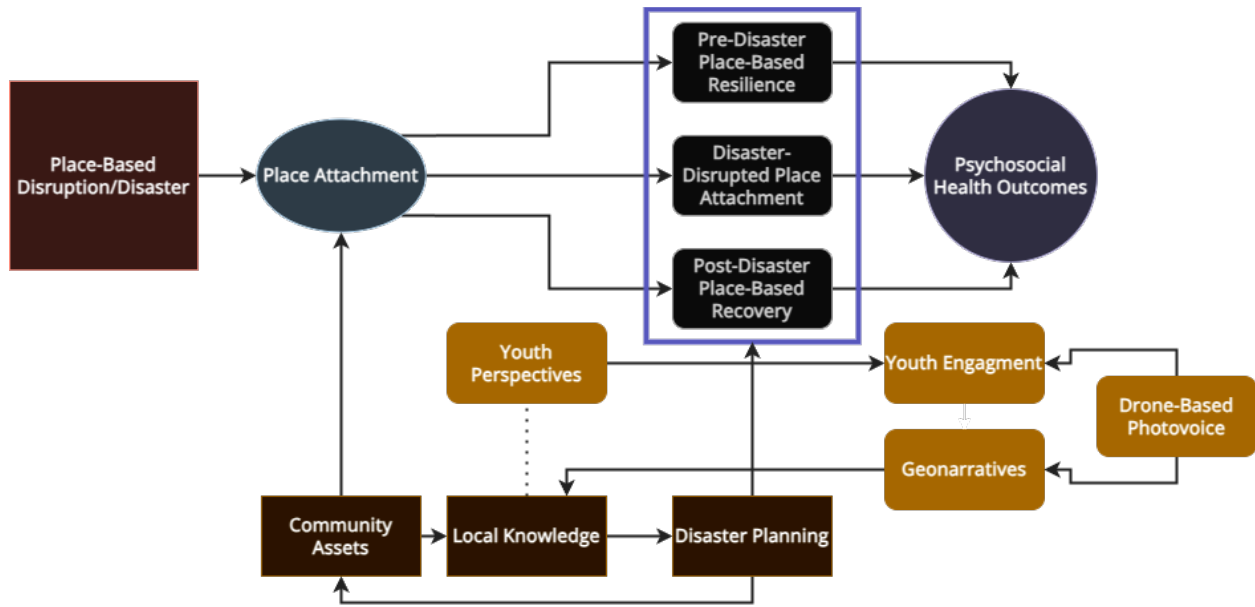 Pre-Disaster
Place-Based
Resilience
Place-Based
Disruption/Disaster
Place Attachment
Disaster-
Disrupted Place
Attachment
Psychosocial
Health Outcomes
Post-Disaster
Place-Based
Recovery
Youth
Perspectives
Youth Engagment
Drone-Based
Photovoice
Geonarratives
Community
Assets
Local Knowledge
Disaster Planning